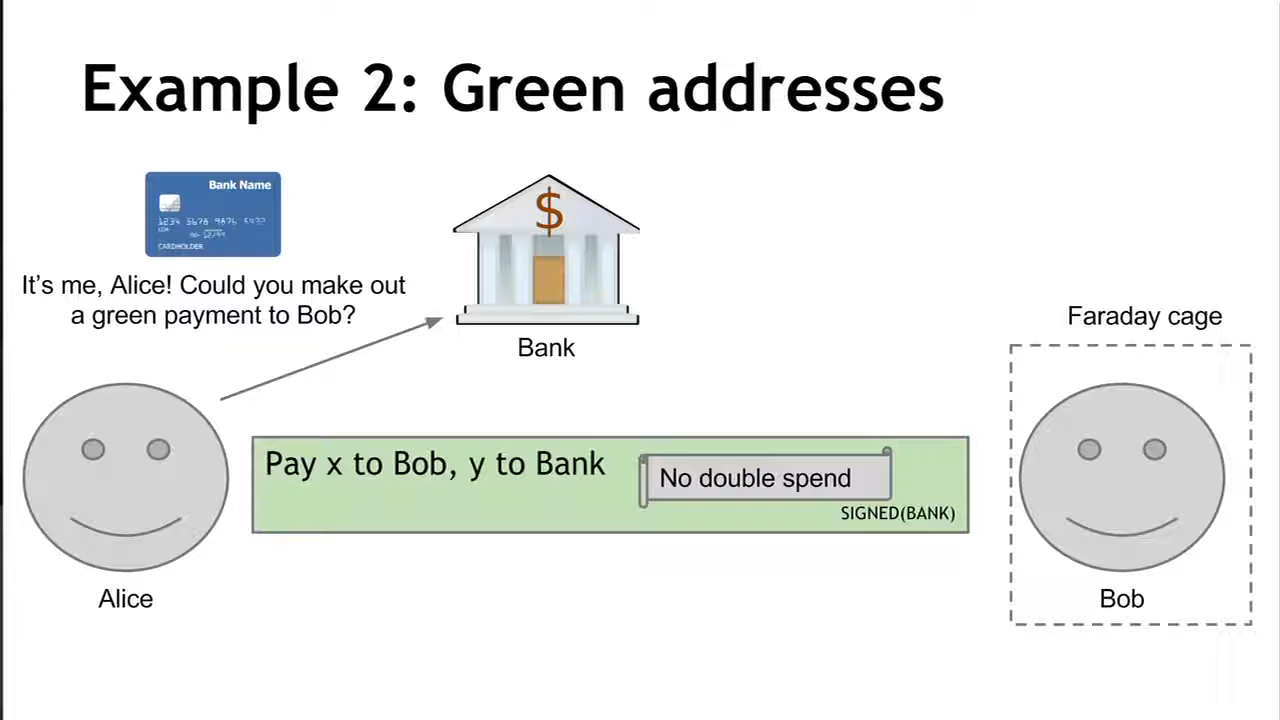 Example 2: Green addresses
Bank Name
CARDHOLDER
$
It's me, Alice! Could you make out
a green payment to Bob?
Bank
Faraday cage
Pay x to Bob, y to Bank
No double spend
SIGNED(BANK)
Alice
Bob